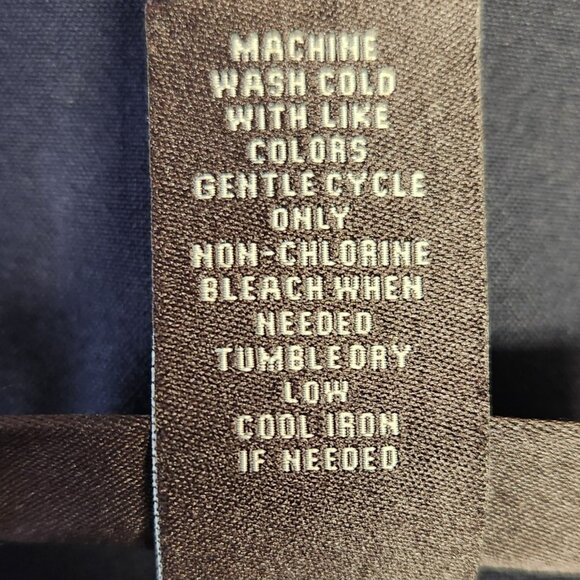 MACHINE
WASH COLD
WITH LIKE
COLORS
GENTLE CYCLE
ONLY
NON-CHLORINE
BLEACH WHEN
NEEDED
TUMBLE DRY
LOW
COOL IRON
IF NEEDED